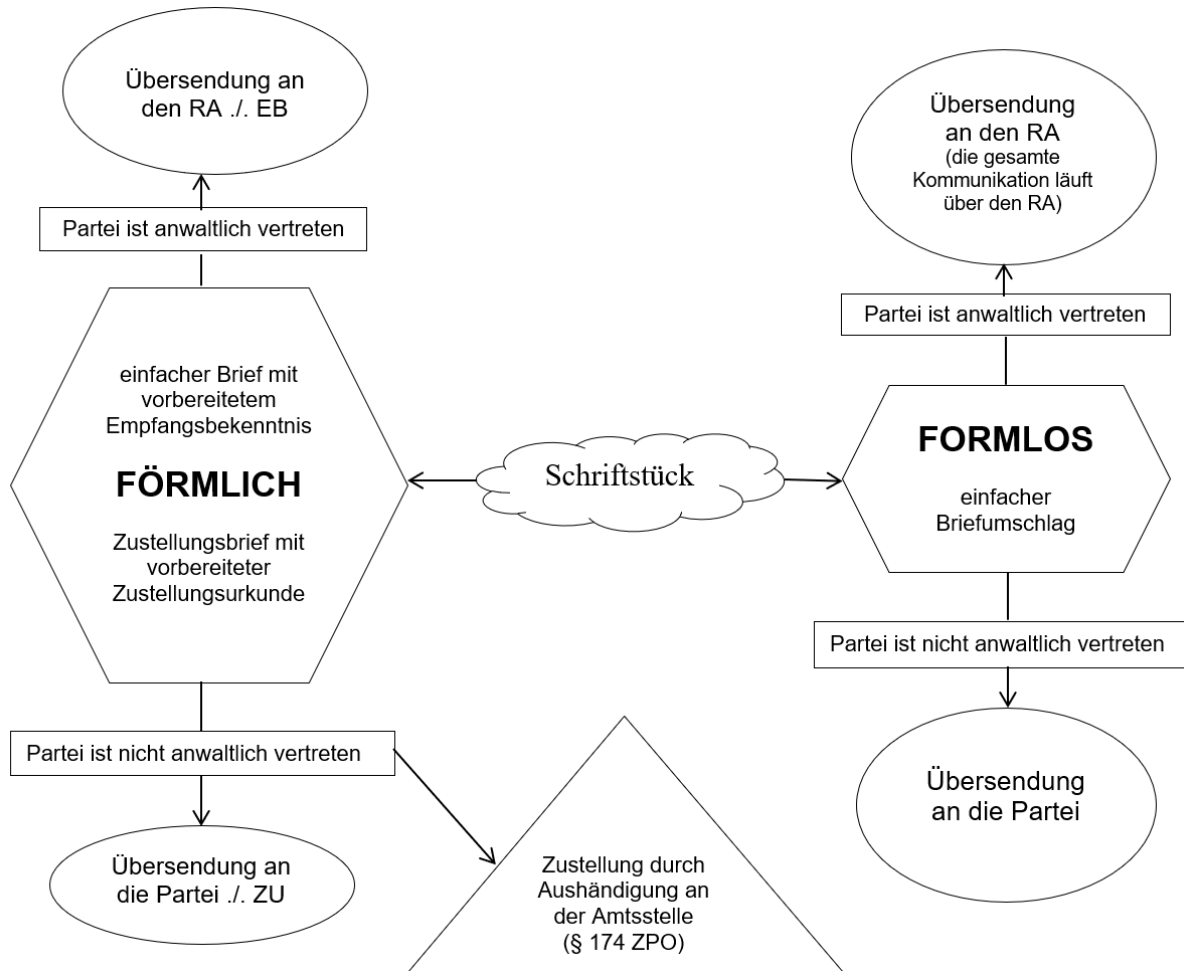 Übersendung an
den RA ./. EB
Partei ist anwaltlich vertreten
einfacher Brief mit
vorbereitetem
Empfangsbekenntnis
FÖRMLICH
Zustellungsbrief mit
vorbereiteter
Zustellungsurkunde
Partei ist nicht anwaltlich vertreten
Übersendung an
die Partei ./. ZU
Schriftstück
Zustellung durch
Aushändigung an
der Amtsstelle
(§ 174 ZPO)
Übersendung
an den RA
(die gesamte
Kommunikation läuft
über den RA)
Partei ist anwaltlich vertreten
FORMLOS
einfacher
Briefumschlag
Partei ist nicht anwaltlich vertreten
Übersendung
an die Partei